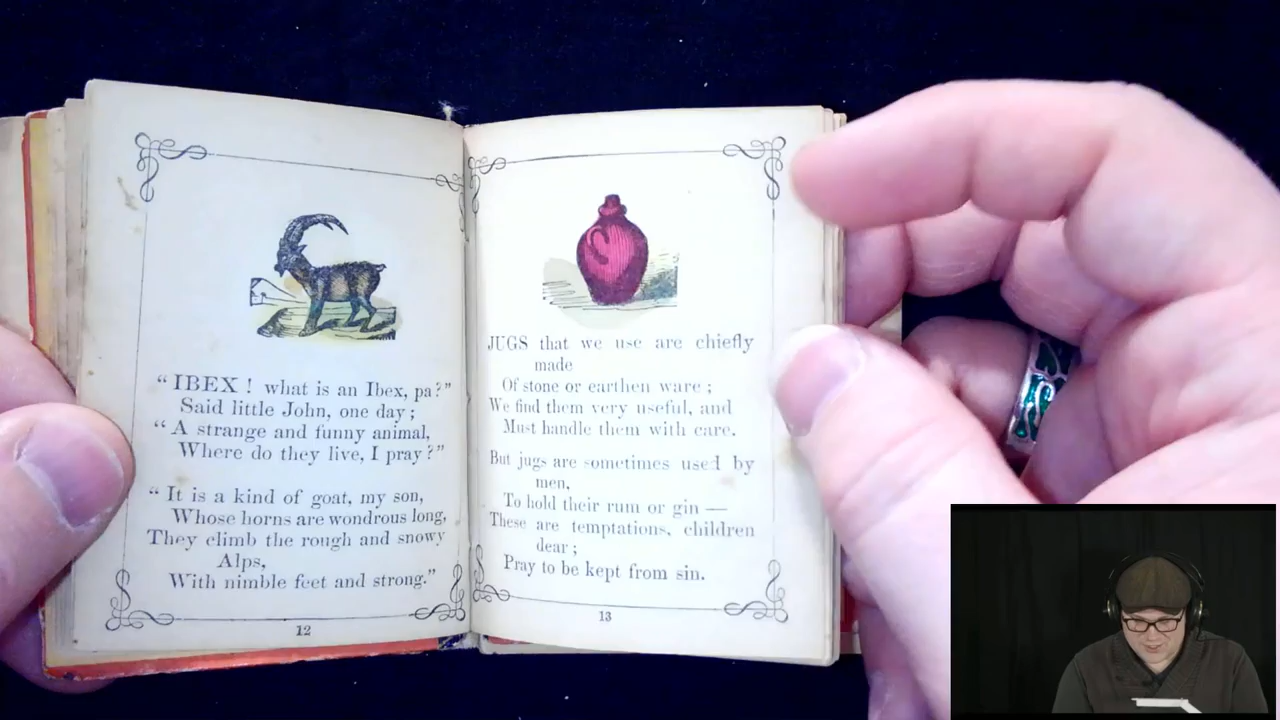 “IBEX! what is an Ibex, pa?”
Said little John, one day;
“A strange and funny animal,
Where do they live, I pray?”
“It is a kind of goat, my son,
Whose horns are wondrous long,
They climb the rough and snowy
Alps,
With nimble feet and strong.”
12
JUGS that we use are chiefly
made
Of stone or earthen ware;
We find them very useful, and
Must handle them with care.
But jugs are sometimes used by
men,
To hold their rum or gin —
These are temptations, children
dear;
Pray to be kept from sin.
13